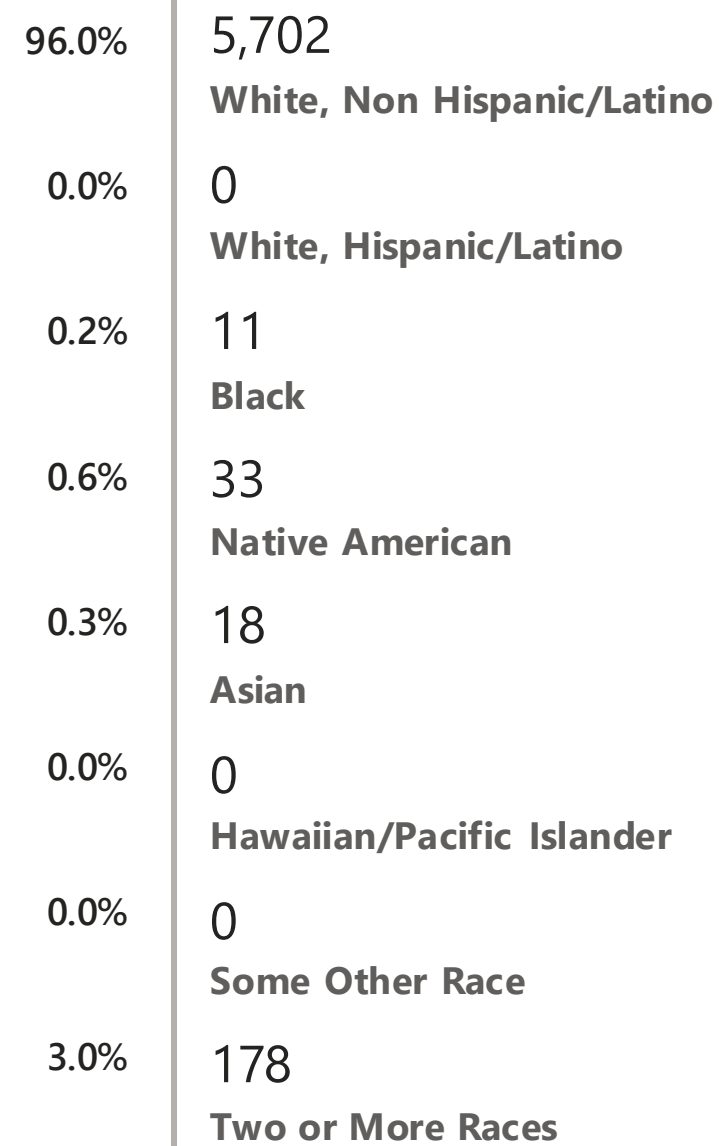 96.0%
5,702
White, Non Hispanic/Latino
0.0%
0
White, Hispanic/Latino
0.2%
11
Black
0.6%
33
Native American
0.3%
18
Asian
0.0%
0
Hawaiian/Pacific Islander
0.0%
0
Some Other Race
3.0%
178
Two or More Races